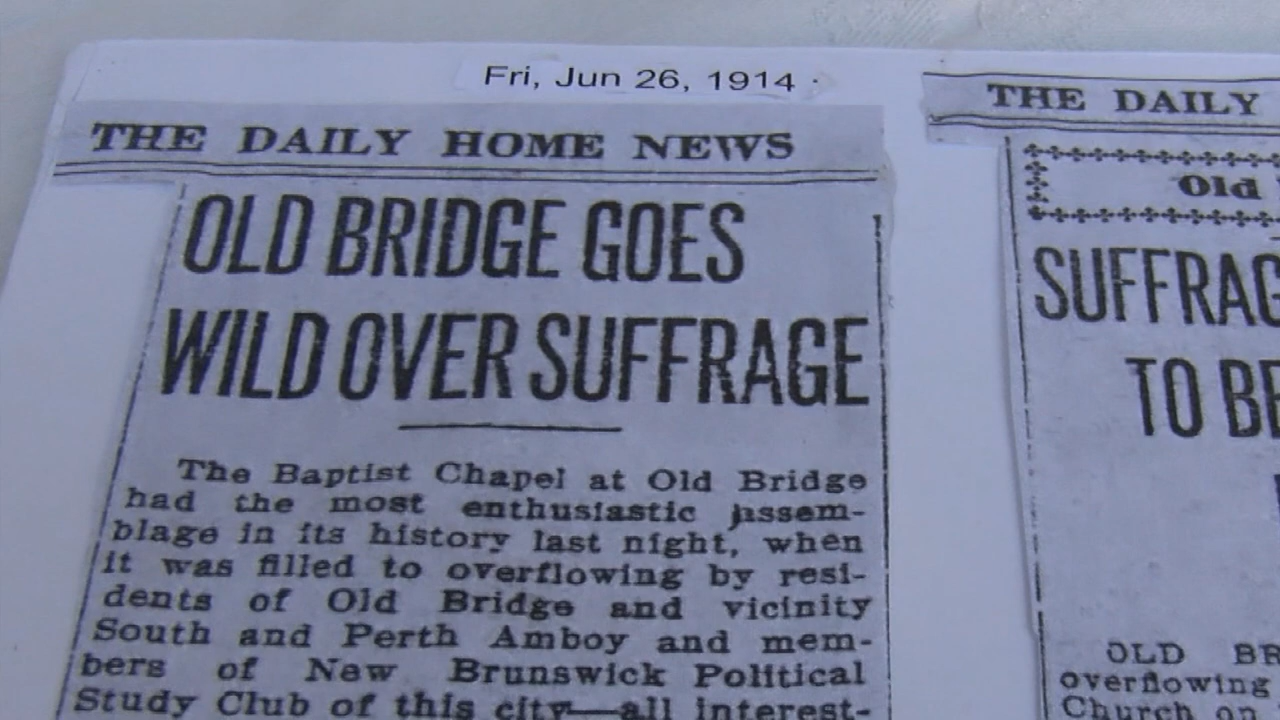 Fri, Jun 26, 1914
THE DAILY HOME NEWS
OLD BRIDGE GOES
WILD OVER SUFFRAGE
The Baptist Chapel at Old Bridge
had the most enthusiastic assem-
blage in its history last night, when
it was filled to overflowing by resi-
dents of Old Bridge and vicinity
South and Perth Amboy and mem-
bers of New Brunswick Political
Study Club of this city—all interest-
THE DAILY
Old
SUFFRAG
TO BE
OLD BR
overflowing
Church on